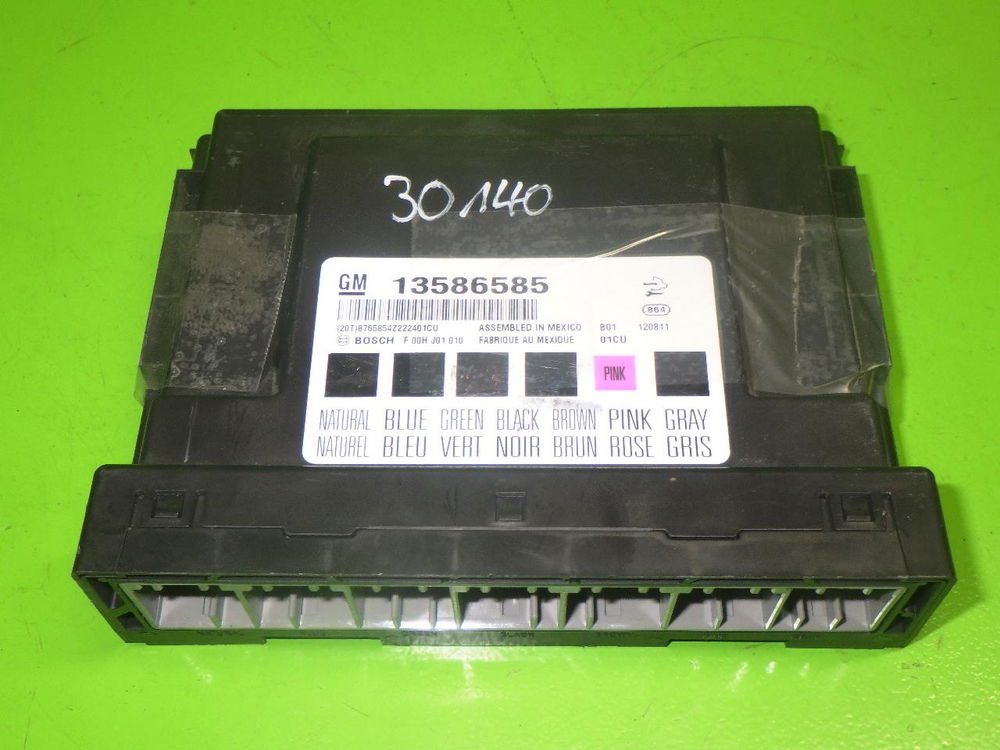 30140
GM 13586585
864
(20T)8765854Z222401CU ASSEMBLED IN MEXICO B01 120811
BOSCH F 00H J01 010 FABRIQUE AU MEXIQUE 01CU
PINK
NATURAL BLUE GREEN BLACK BROWN PINK GRAY
NATUREL BLEU VERT NOIR BRUN ROSE GRIS
BLACK